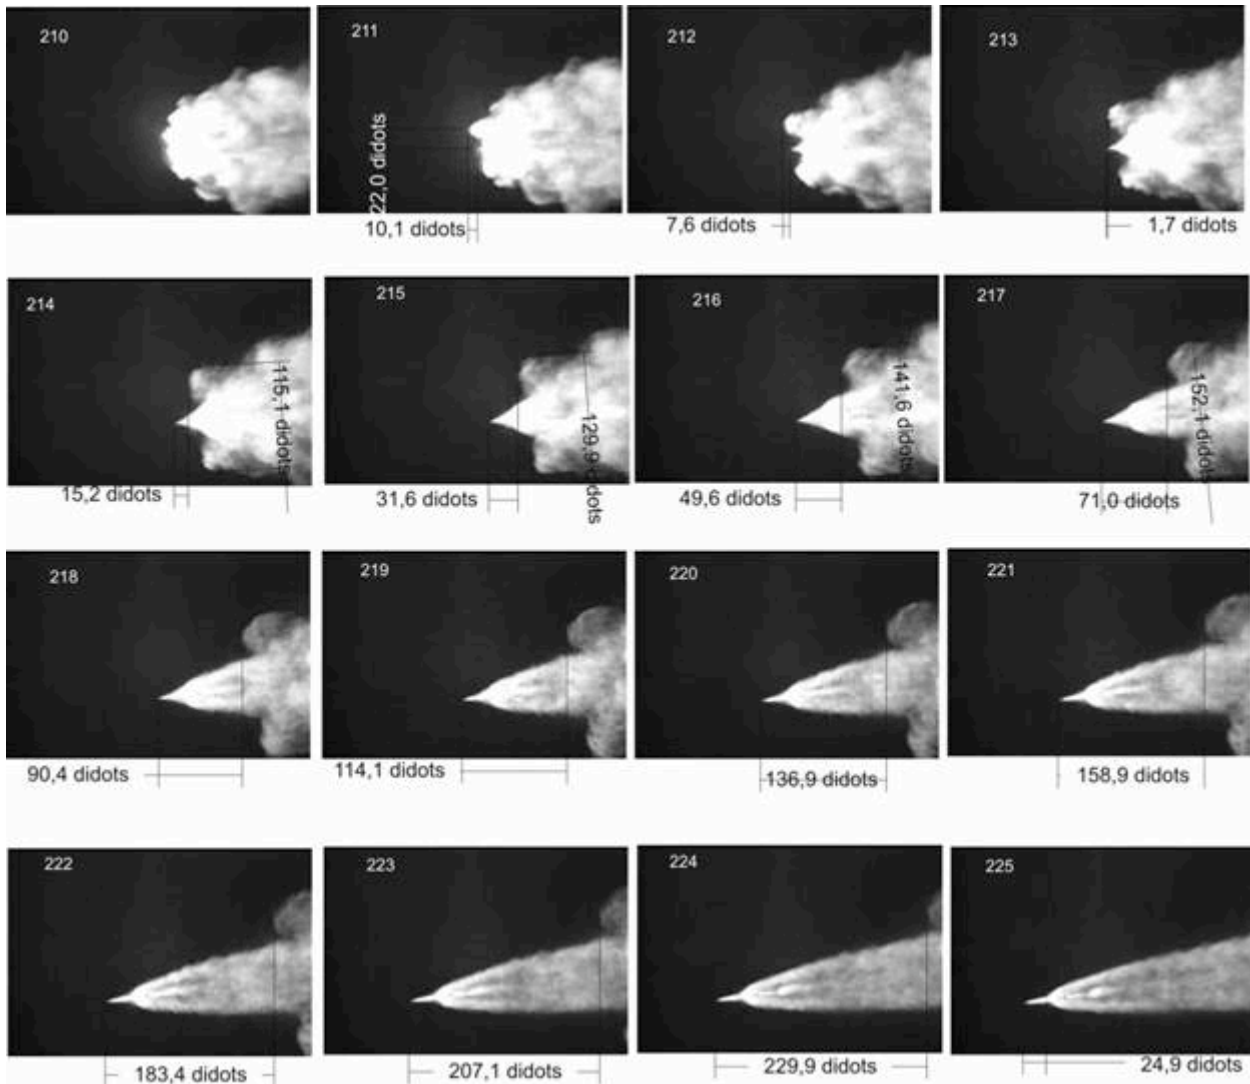 210
211
212
213
22,0 didots
10,1 didots
7,6 didots
1,7 didots
214
215
216
217
115,1 didots
129,9 didots
141,6 didots
152,1 didots
15,2 didots
31,6 didots
49,6 didots
71,0 didots
218
219
220
221
90,4 didots
114,1 didots
136,9 didots
158,9 didots
222
223
224
225
183,4 didots
207,1 didots
229,9 didots
24,9 didots